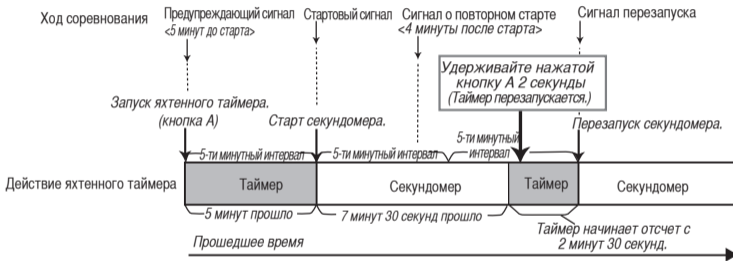 Ход соревнования
Предупреждающий сигнал
<5 минут до старта>
Стартовый сигнал
Сигнал о повторном старте
<4 минуты после старта>
Сигнал перезапуска
Удерживайте нажатой
кнопку А 2 секунды
(Таймер перезапускается.)
Запуск яхтенного таймера.
(кнопка А)
Старт секундомера.
Перезапуск секундомера.
5-ти минутный интервал
5-ти минутный интервал
5-ти минутный
интервал
Действие яхтенного таймера
Таймер
Секундомер
Таймер
Секундомер
5 минут прошло
7 минут 30 секунд прошло
Таймер начинает отсчет с
2 минут 30 секунд.
Прошедшее время